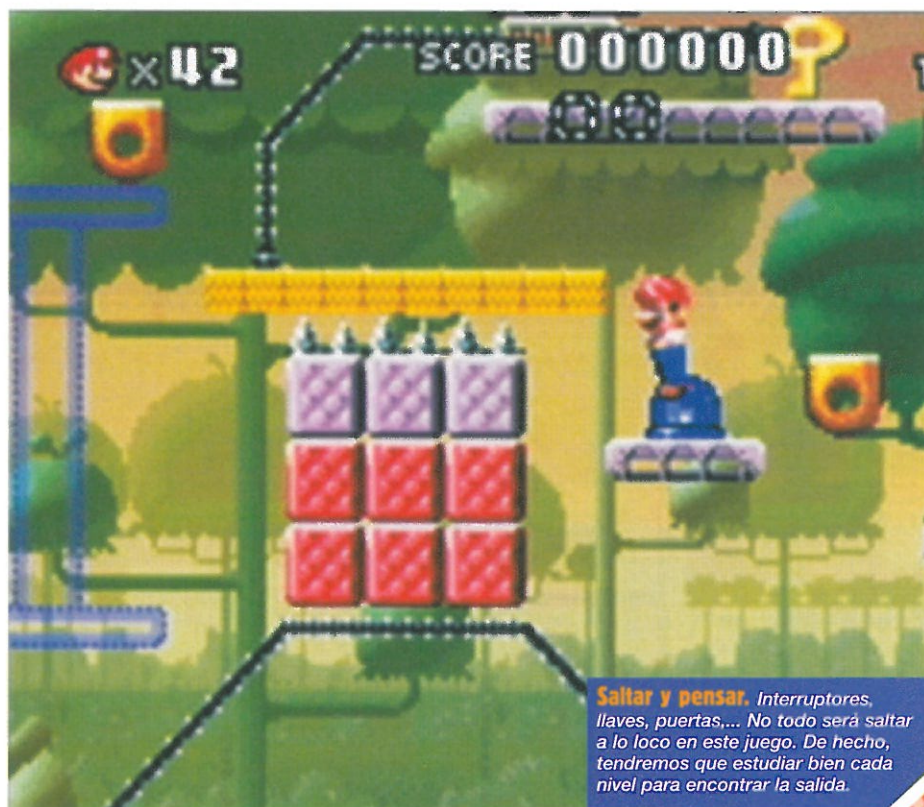 ×42 SCORE 000000
Saltar y pensar. Interruptores,
llaves, puertas,... No todo será saltar
a lo loco en este juego. De hecho,
tendremos que estudiar bien cada
nivel para encontrar la salida.